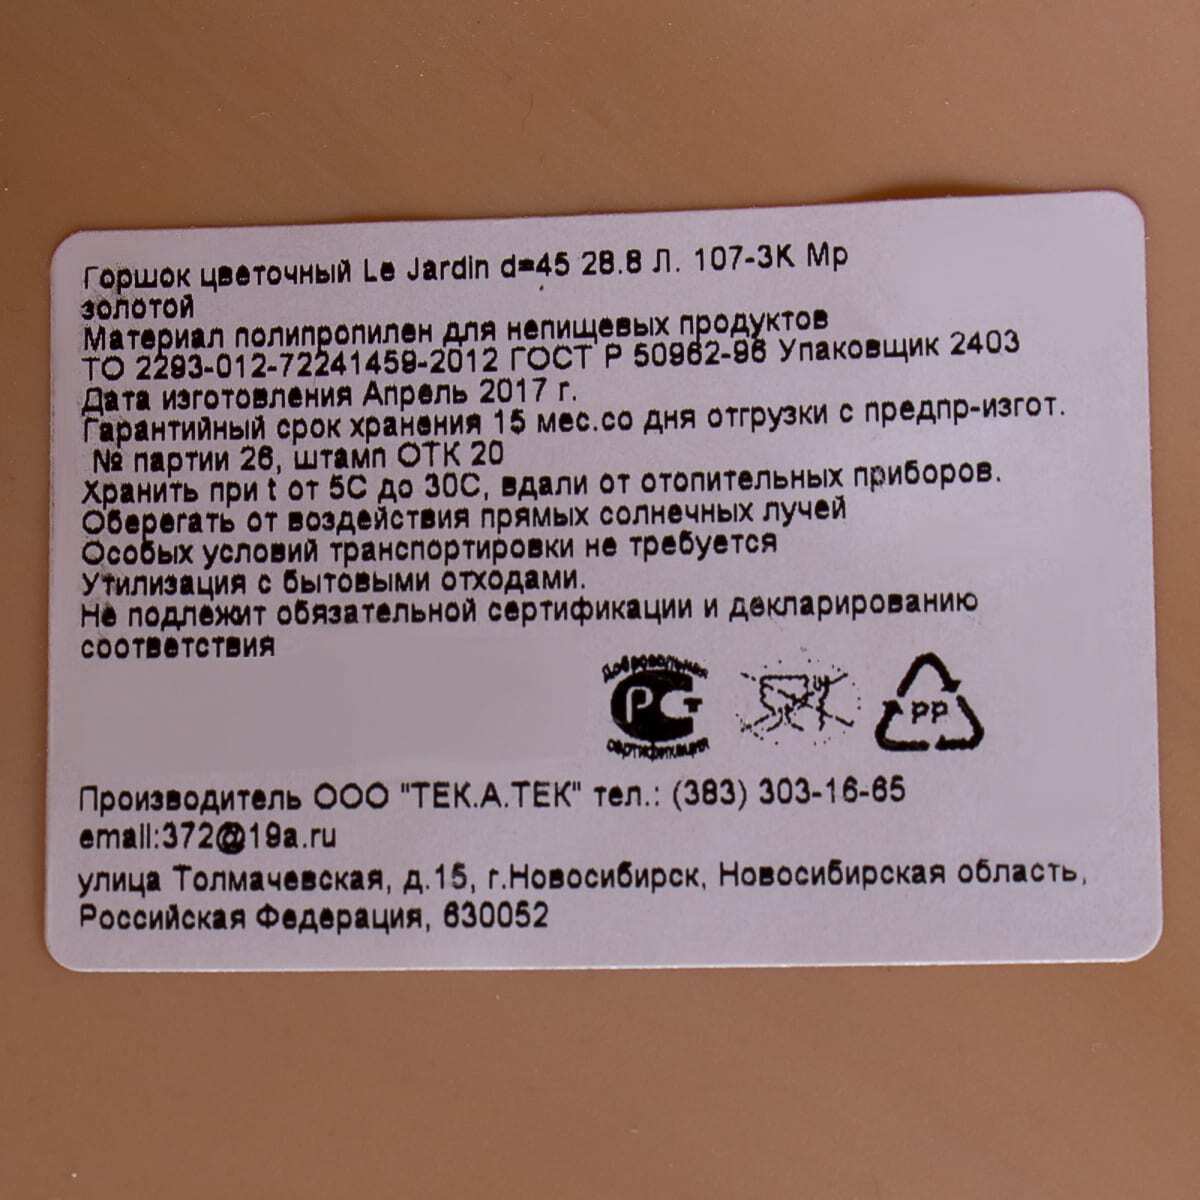 Горшок цветочный Le Jardin d=45 28.8 Л. 107-3К Мр
золотой
Материал полипропилен для непищевых продуктов
ТО 2293-012-72241459-2012 ГОСТ Р 50962-96 Упаковщик 2403
Дата изготовления Апрель 2017 г.
Гарантийный срок хранения 15 мес.со дня отгрузки с предпр-изгот.
№ партии 26, штамп ОТК 20
Хранить при t от 5С до 30С, вдали от отопительных приборов.
Оберегать от воздействия прямых солнечных лучей
Особых условий транспортировки не требуется
Утилизация с бытовыми отходами.
Не подлежит обязательной сертификации и декларированию
соответствия
Добровольная
РСТ
сертификация
PP
Производитель ООО "ТЕК.А.ТЕК" тел.: (383) 303-16-65
email:372@19a.ru
улица Толмачевская, д.15, г.Новосибирск, Новосибирская область,
Российская Федерация, 630052